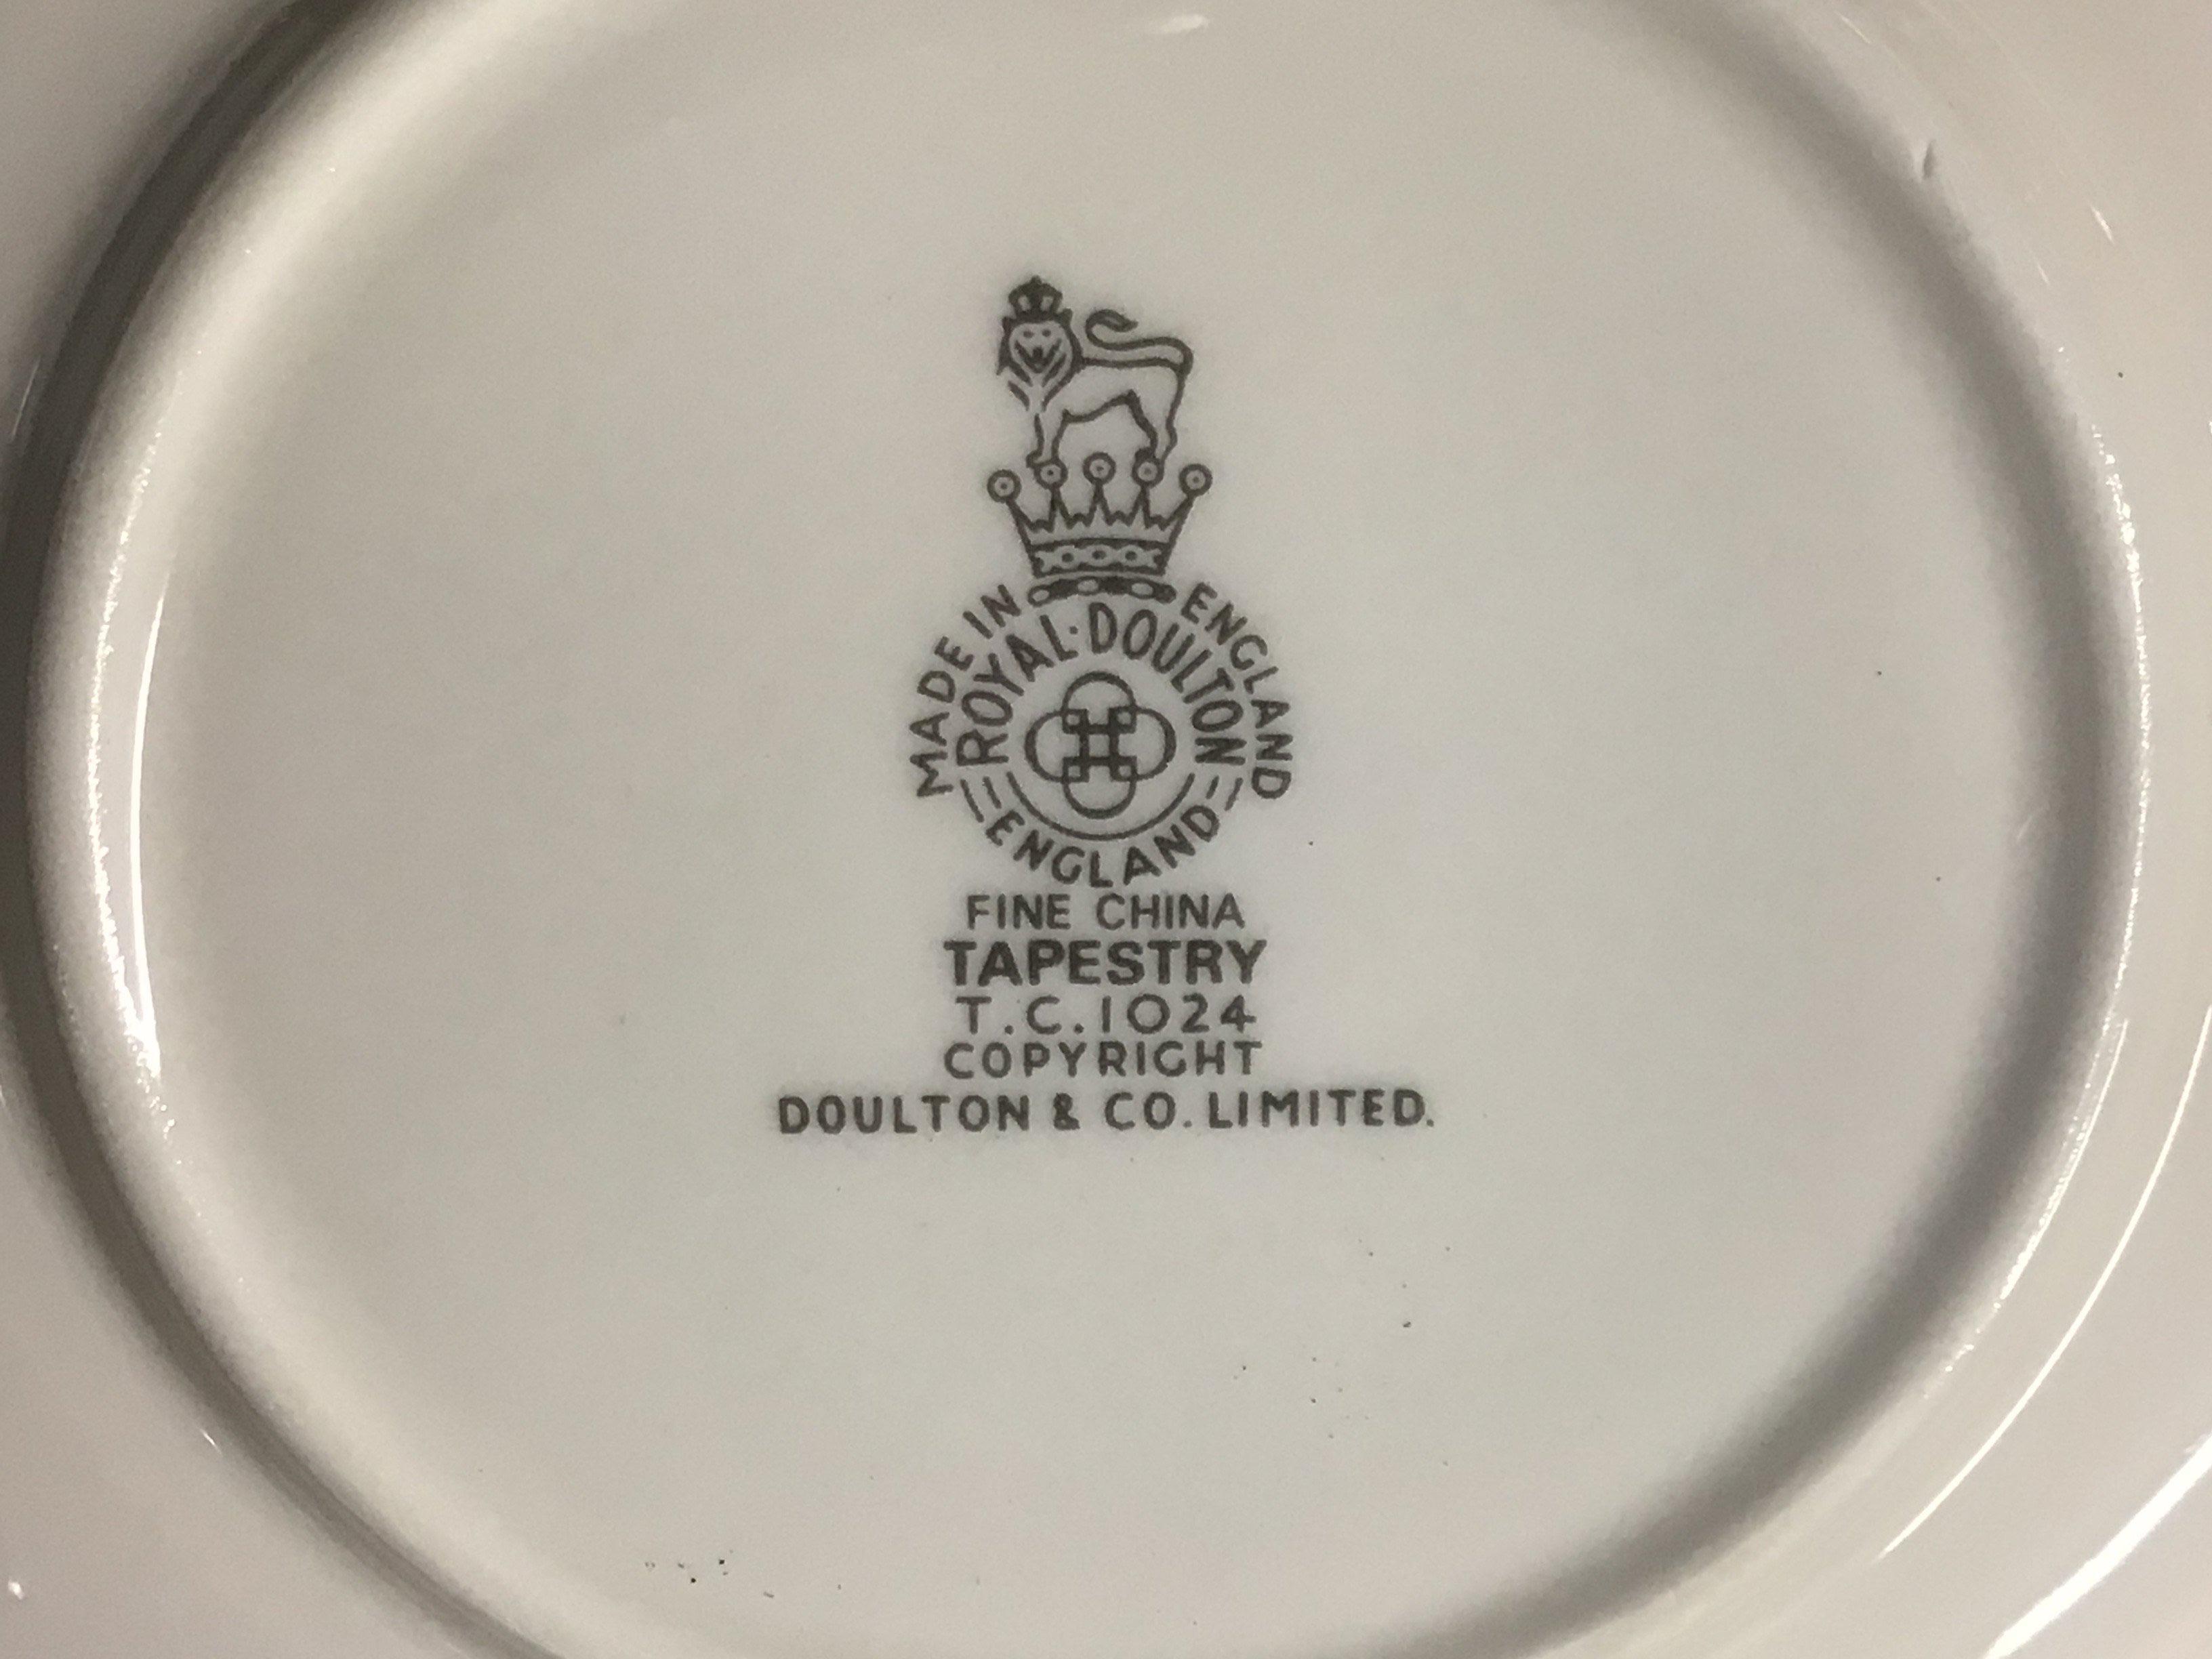 MADE IN ENGLAND
ROYAL·DOULTON
ENGLAND
FINE CHINA
TAPESTRY
T.C.1024
COPYRIGHT
DOULTON & CO. LIMITED.